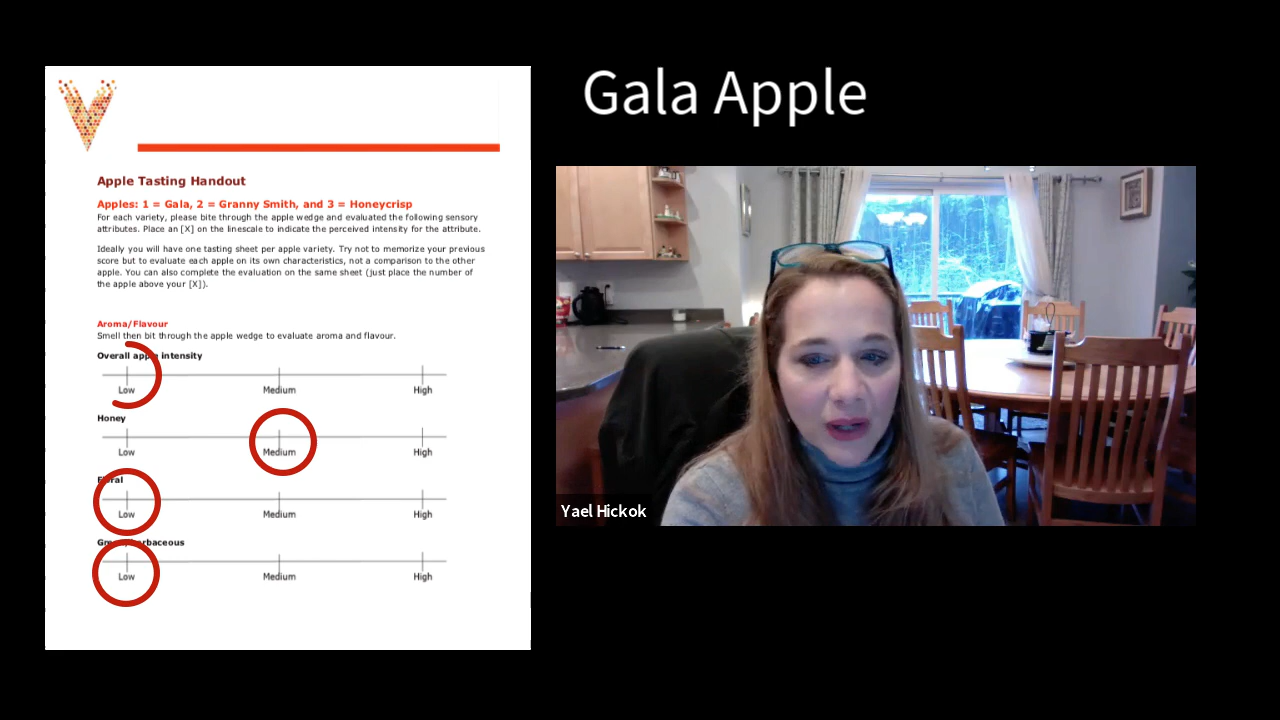 Gala Apple
Apple Tasting Handout
Apples: 1 = Gala, 2 = Granny Smith, and 3 = Honeycrisp
For each variety, please bite through the apple wedge and evaluated the following sensory
attributes. Place an [X] on the linescale to indicate the perceived intensity for the attribute.
Ideally you will have one tasting sheet per apple variety. Try not to memorize your previous
score but to evaluate each apple on its own characteristics, not a comparison to the other
apple. You can also complete the evaluation on the same sheet (just place the number of
the apple above your [X]).
Aroma/Flavour
Smell then bit through the apple wedge to evaluate aroma and flavour.
Overall apple intensity
Low Medium High
Honey
Low Medium High
Floral
Low Medium High
Low Medium High
Yael Hickok